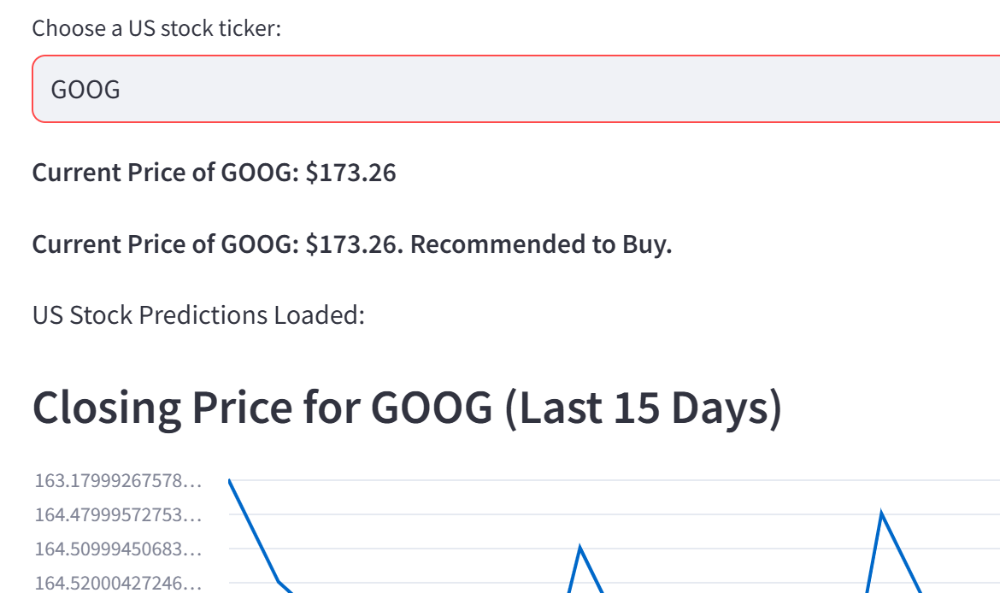 Choose a US stock ticker:
GOOG
Current Price of GOOG: $173.26
Current Price of GOOG: $173.26. Recommended to Buy.
US Stock Predictions Loaded:
Closing Price for GOOG (Last 15 Days)
163.17999267578…
164.47999572753…
164.50999450683…
164.52000427246…